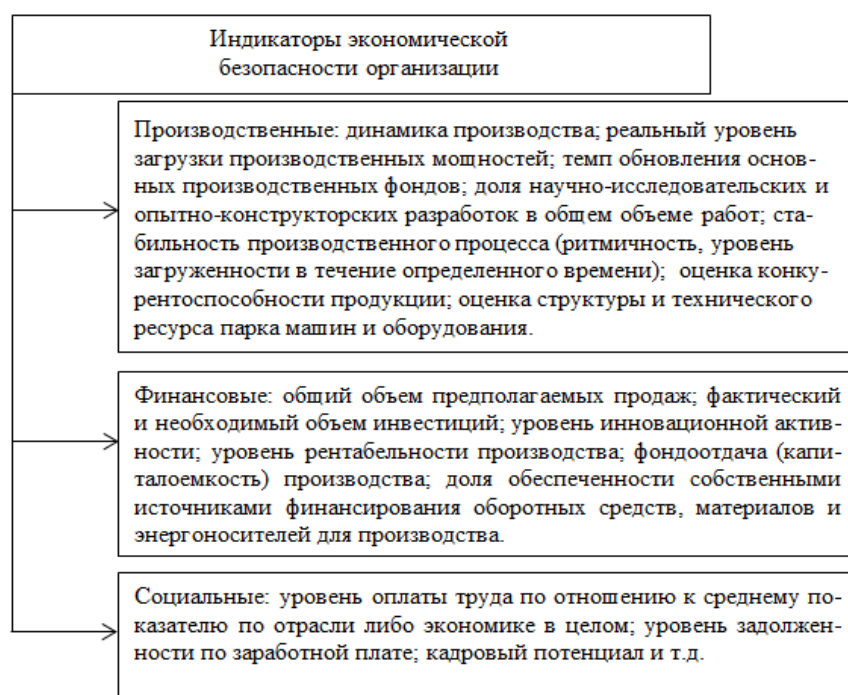 Индикаторы экономической
безопасности организации
Производственные: динамика производства; реальный уровень
загрузки производственных мощностей; темп обновления основ-
ных производственных фондов; доля научно-исследовательских и
опытно-конструкторских разработок в общем объеме работ; ста-
бильность производственного процесса (ритмичность, уровень
загруженности в течение определенного времени); оценка конку-
рентоспособности продукции; оценка структуры и технического
ресурса парка машин и оборудования.
Финансовые: общий объем предполагаемых продаж; фактический
и необходимый объем инвестиций; уровень инновационной актив-
ности; уровень рентабельности производства; фондоотдача (капи-
талоемкость) производства; доля обеспеченности собственными
источниками финансирования оборотных средств, материалов и
энергоносителей для производства.
Социальные: уровень оплаты труда по отношению к среднему по-
казателю по отрасли либо экономике в целом; уровень задолжен-
ности по заработной плате; кадровый потенциал и т.д.